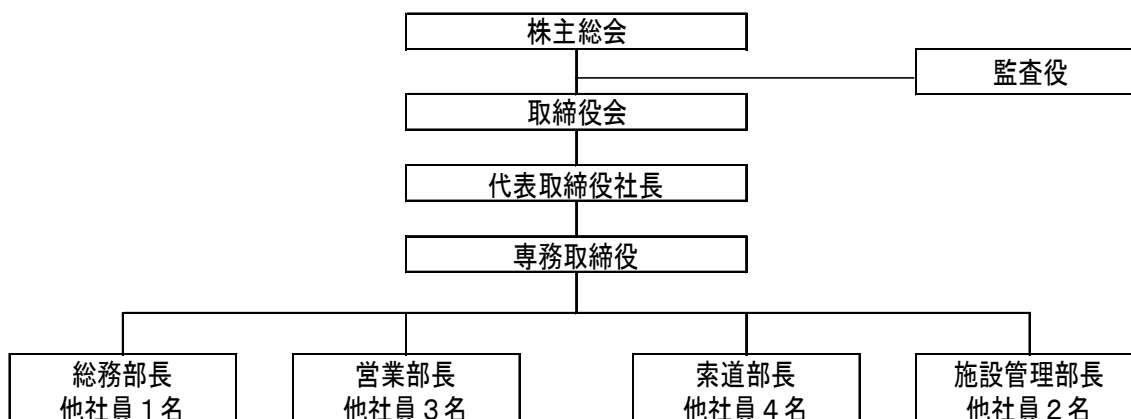 株主総会
監査役
取締役会
代表取締役社長
専務取締役
総務部長
他社員１名
営業部長
他社員３名
索道部長
他社員４名
施設管理部長
他社員２名